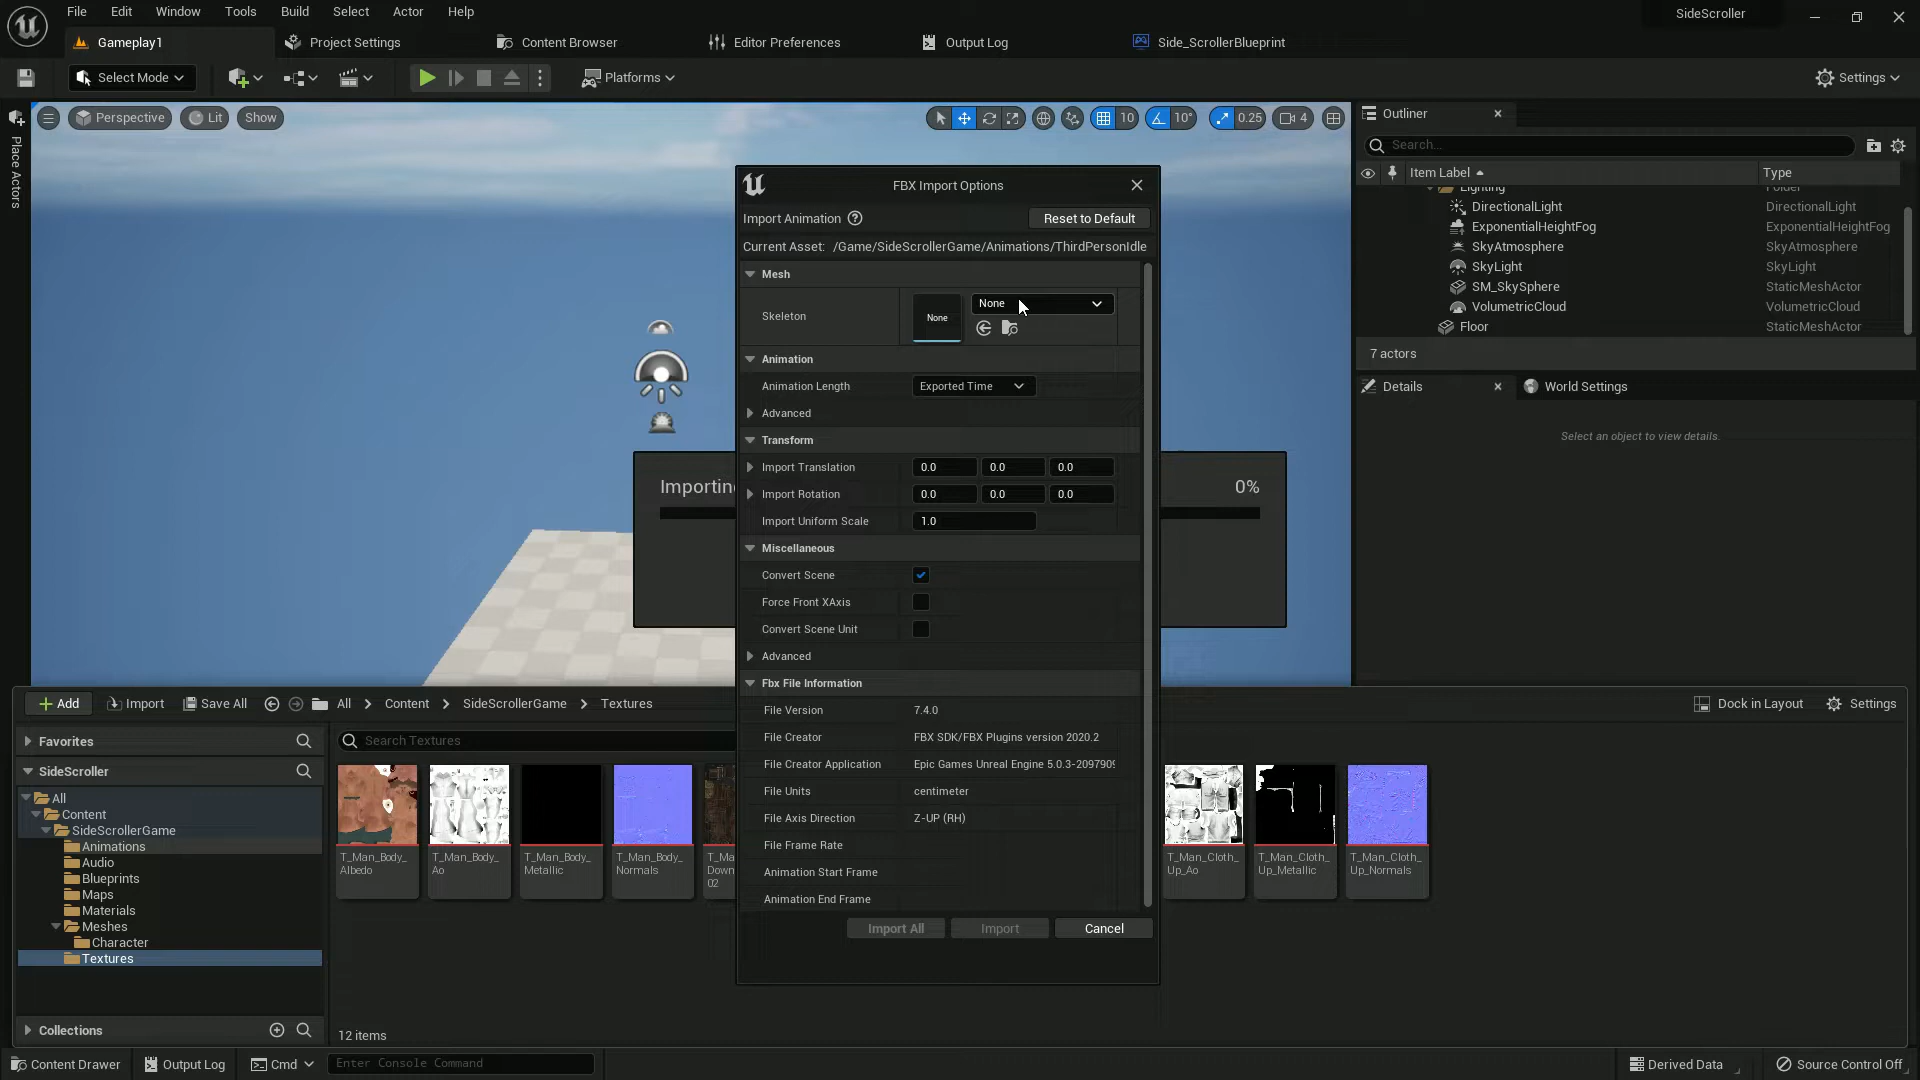 File Edit Window Tools Build Select Actor Help
SideScroller
Gameplay1 Project Settings Content Browser Editor Preferences Output Log Side_ScrollerBlueprint
Select Mode Platforms Settings
Place Actors
Perspective Lit Show 10 10° 0.25 4
Outliner
Search...
Item Label Type
Lighting Folder
DirectionalLight DirectionalLight
ExponentialHeightFog ExponentialHeightFog
SkyAtmosphere SkyAtmosphere
SkyLight SkyLight
SM_SkySphere StaticMeshActor
VolumetricCloud VolumetricCloud
Floor StaticMeshActor
7 actors
Details World Settings
Select an object to view details.
Importin 0%
FBX Import Options
Import Animation Reset to Default
Current Asset: /Game/SideScrollerGame/Animations/ThirdPersonIdle
Mesh
Skeleton None None
Animation
Animation Length Exported Time
Advanced
Transform
Import Translation 0.0 0.0 0.0
Import Rotation 0.0 0.0 0.0
Import Uniform Scale 1.0
Miscellaneous
Convert Scene
Force Front XAxis
Convert Scene Unit
Advanced
Fbx File Information
File Version 7.4.0
File Creator FBX SDK/FBX Plugins version 2020.2
File Creator Application Epic Games Unreal Engine 5.0.3-2097909
File Units centimeter
File Axis Direction Z-UP (RH)
File Frame Rate
Animation Start Frame
Animation End Frame
Import All Import Cancel
Add Import Save All All Content SideScrollerGame Textures Dock in Layout Settings
Favorites
SideScroller
All
Content
SideScrollerGame
Animations
Audio
Blueprints
Maps
Materials
Meshes
Character
Textures
Collections
Search Textures
T_Man_Body_
Albedo
T_Man_Body_
Ao
T_Man_Body_
Metallic
T_Man_Body_
Normals
T_Ma
Down
02
T_Man_Cloth_
Up_Ao
T_Man_Cloth_
Up_Metallic
T_Man_Cloth_
Up_Normals
12 items
Content Drawer Output Log Cmd Enter Console Command Derived Data Source Control Off